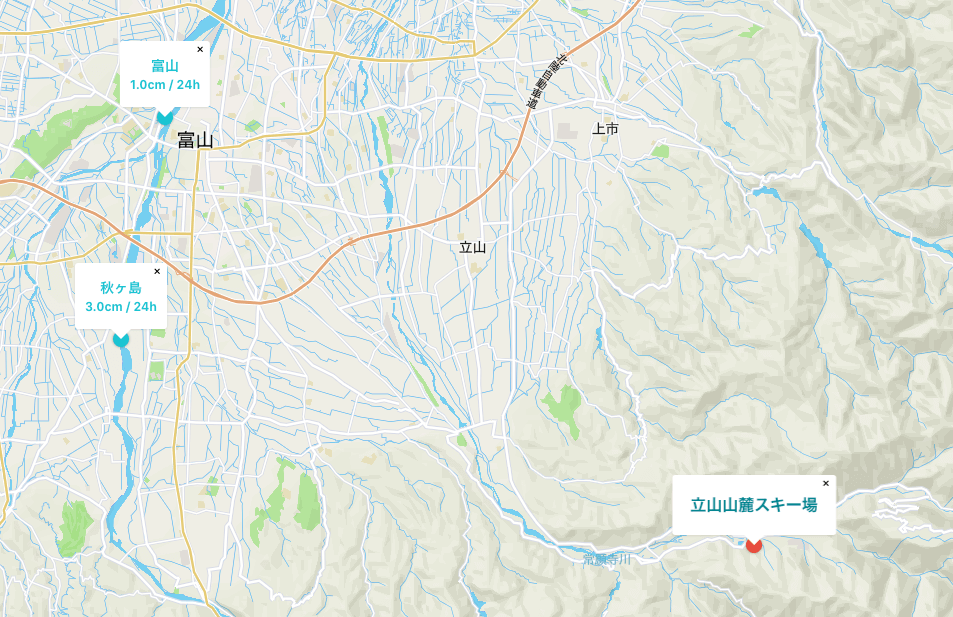 ×
富山
1.0cm / 24h
富山
北陸自動車道
上市
立山
×
秋ヶ島
3.0cm / 24h
×
立山山麓スキー場
常願寺川